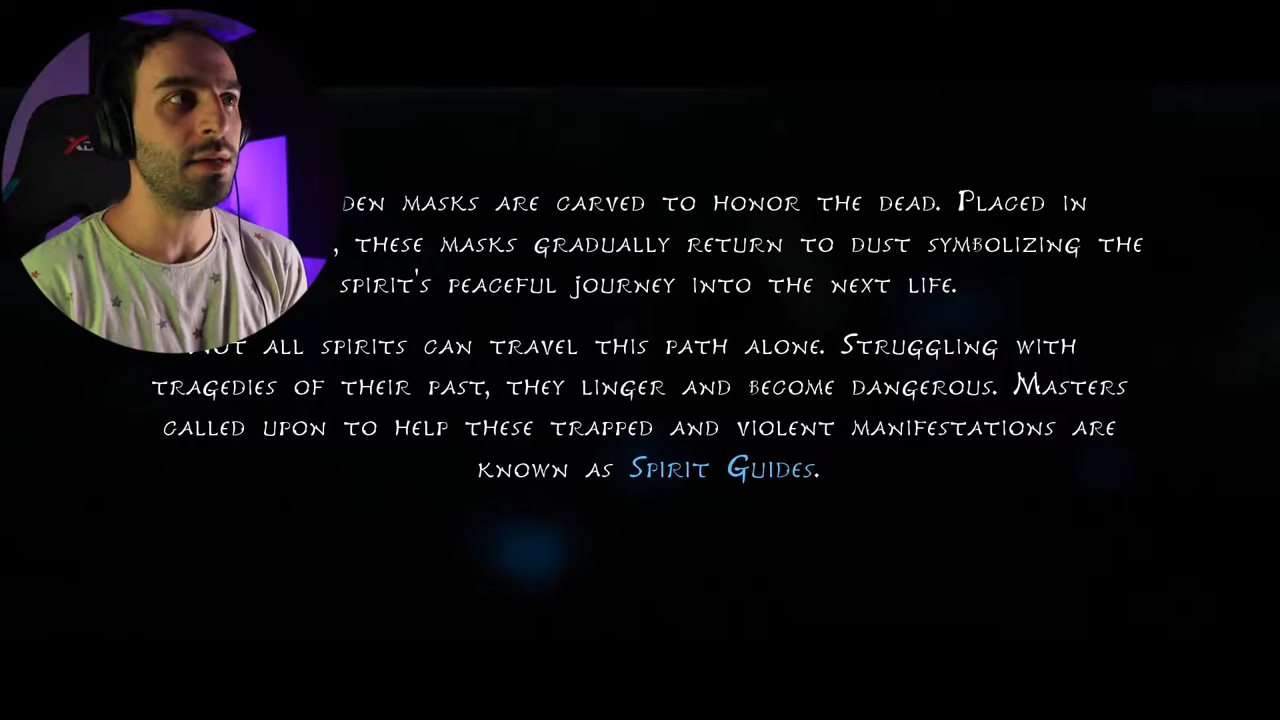 DEN MASKS ARE CARVED TO HONOR THE DEAD. PLACED IN
, THESE MASKS GRADUALLY RETURN TO DUST SYMBOLIZING THE
SPIRIT'S PEACEFUL JOURNEY INTO THE NEXT LIFE.
NOT ALL SPIRITS CAN TRAVEL THIS PATH ALONE. STRUGGLING WITH
TRAGEDIES OF THEIR PAST, THEY LINGER AND BECOME DANGEROUS. MASTERS
CALLED UPON TO HELP THESE TRAPPED AND VIOLENT MANIFESTATIONS ARE
KNOWN AS SPIRIT GUIDES.